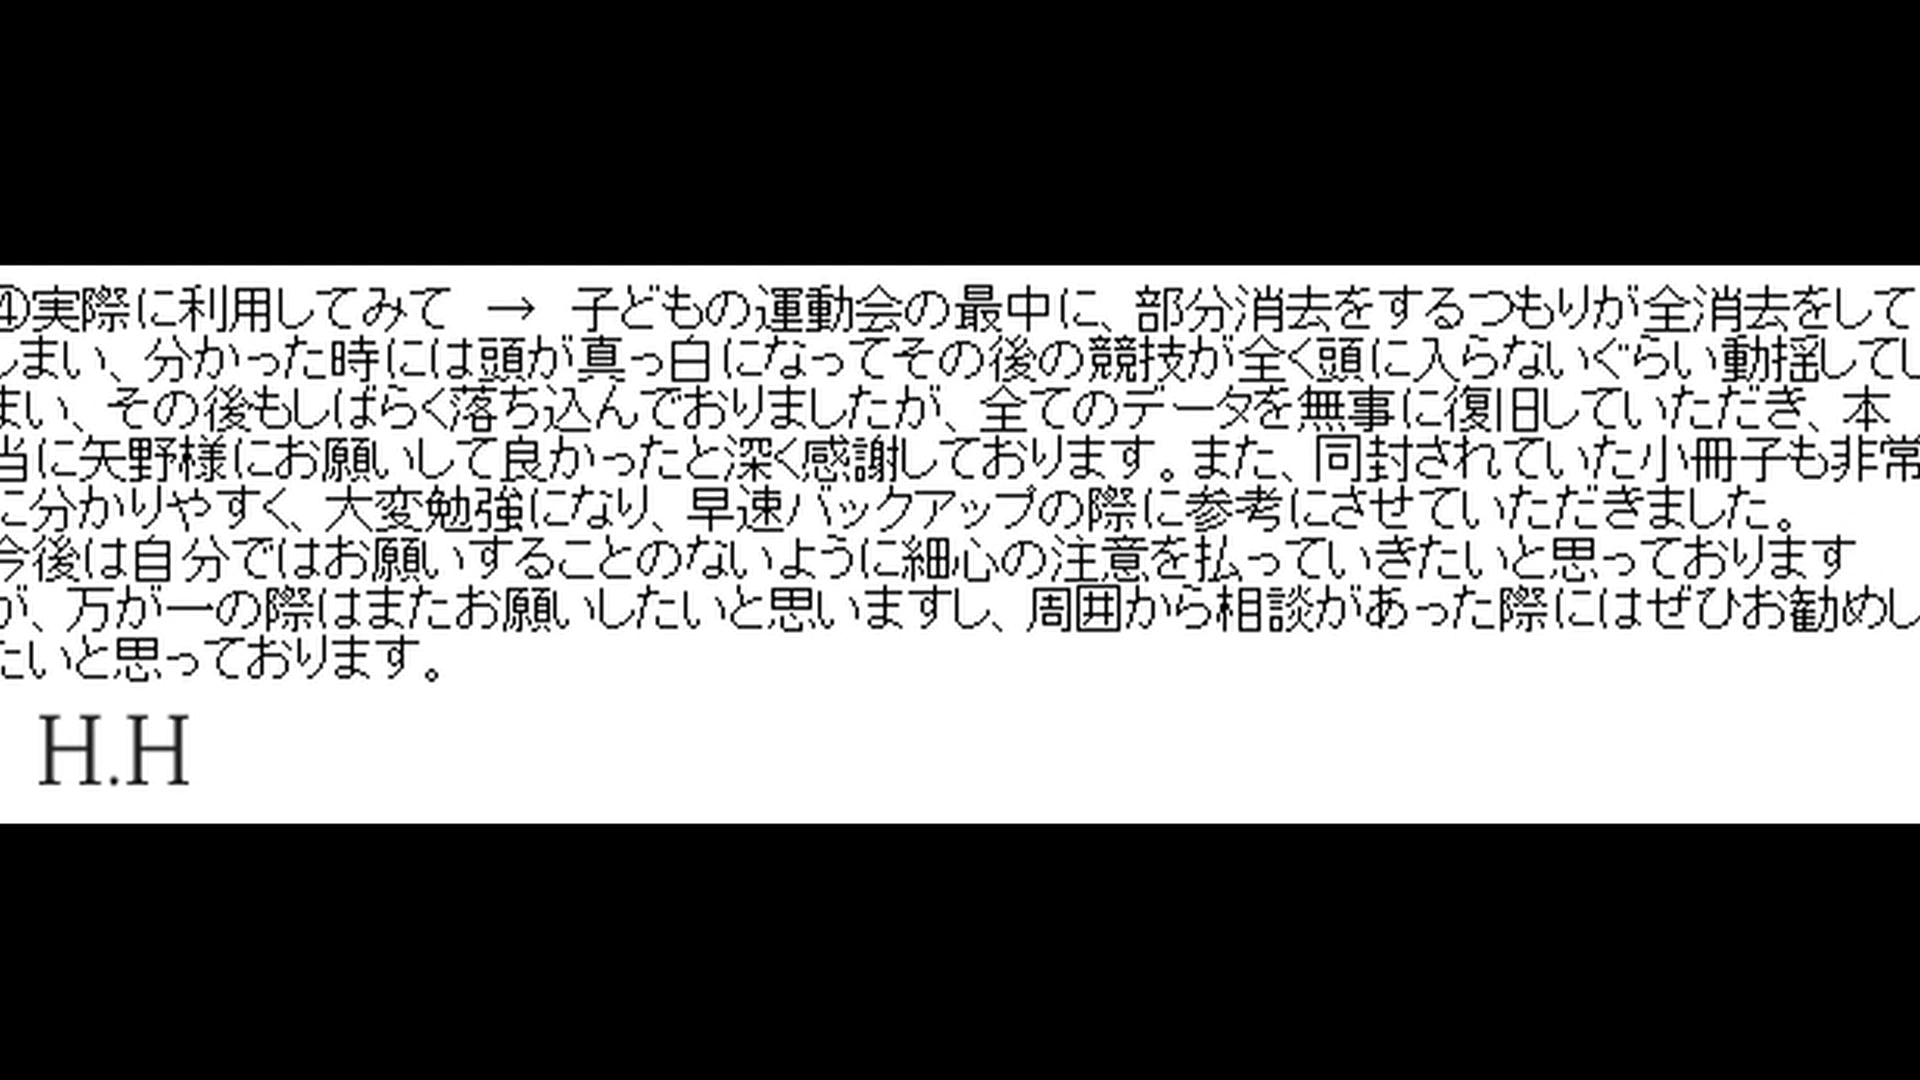 ④実際に利用してみて　→　子どもの運動会の最中に、部分消去をするつもりが全消去をして
しまい、分かった時には頭が真っ白になってその後の競技が全く頭に入らないぐらい動揺してし
まい、その後もしばらく落ち込んでおりましたが、全てのデータを無事に復旧していただき、本
当に矢野様にお願いして良かったと深く感謝しております。また、同封されていた小冊子も非常
に分かりやすく、大変勉強になり、早速バックアップの際に参考にさせていただきました。
今後は自分ではお願いすることのないように細心の注意を払っていきたいと思っております
が、万が一の際はまたお願いしたいと思いますし、周囲から相談があった際にはぜひお勧めし
たいと思っております。
H.H